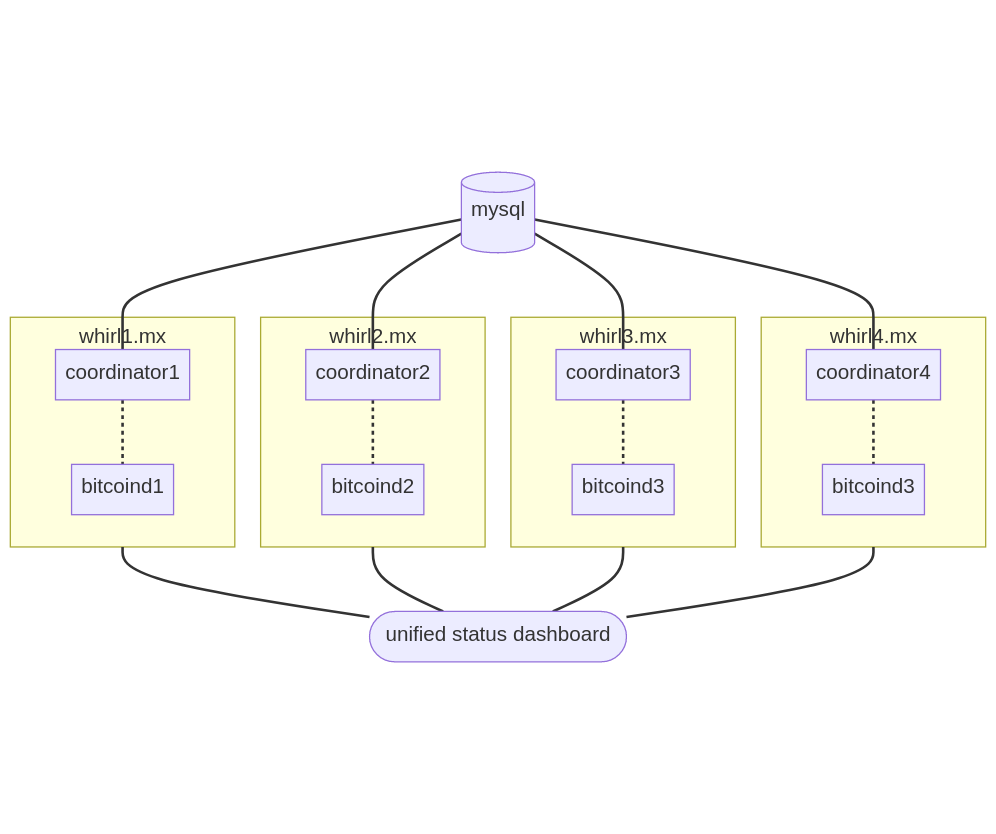 mysql
whirl1.mx
whirl2.mx
whirl3.mx
whirl4.mx
coordinator1
coordinator2
coordinator3
coordinator4
bitcoind1
bitcoind2
bitcoind3
bitcoind3
unified status dashboard